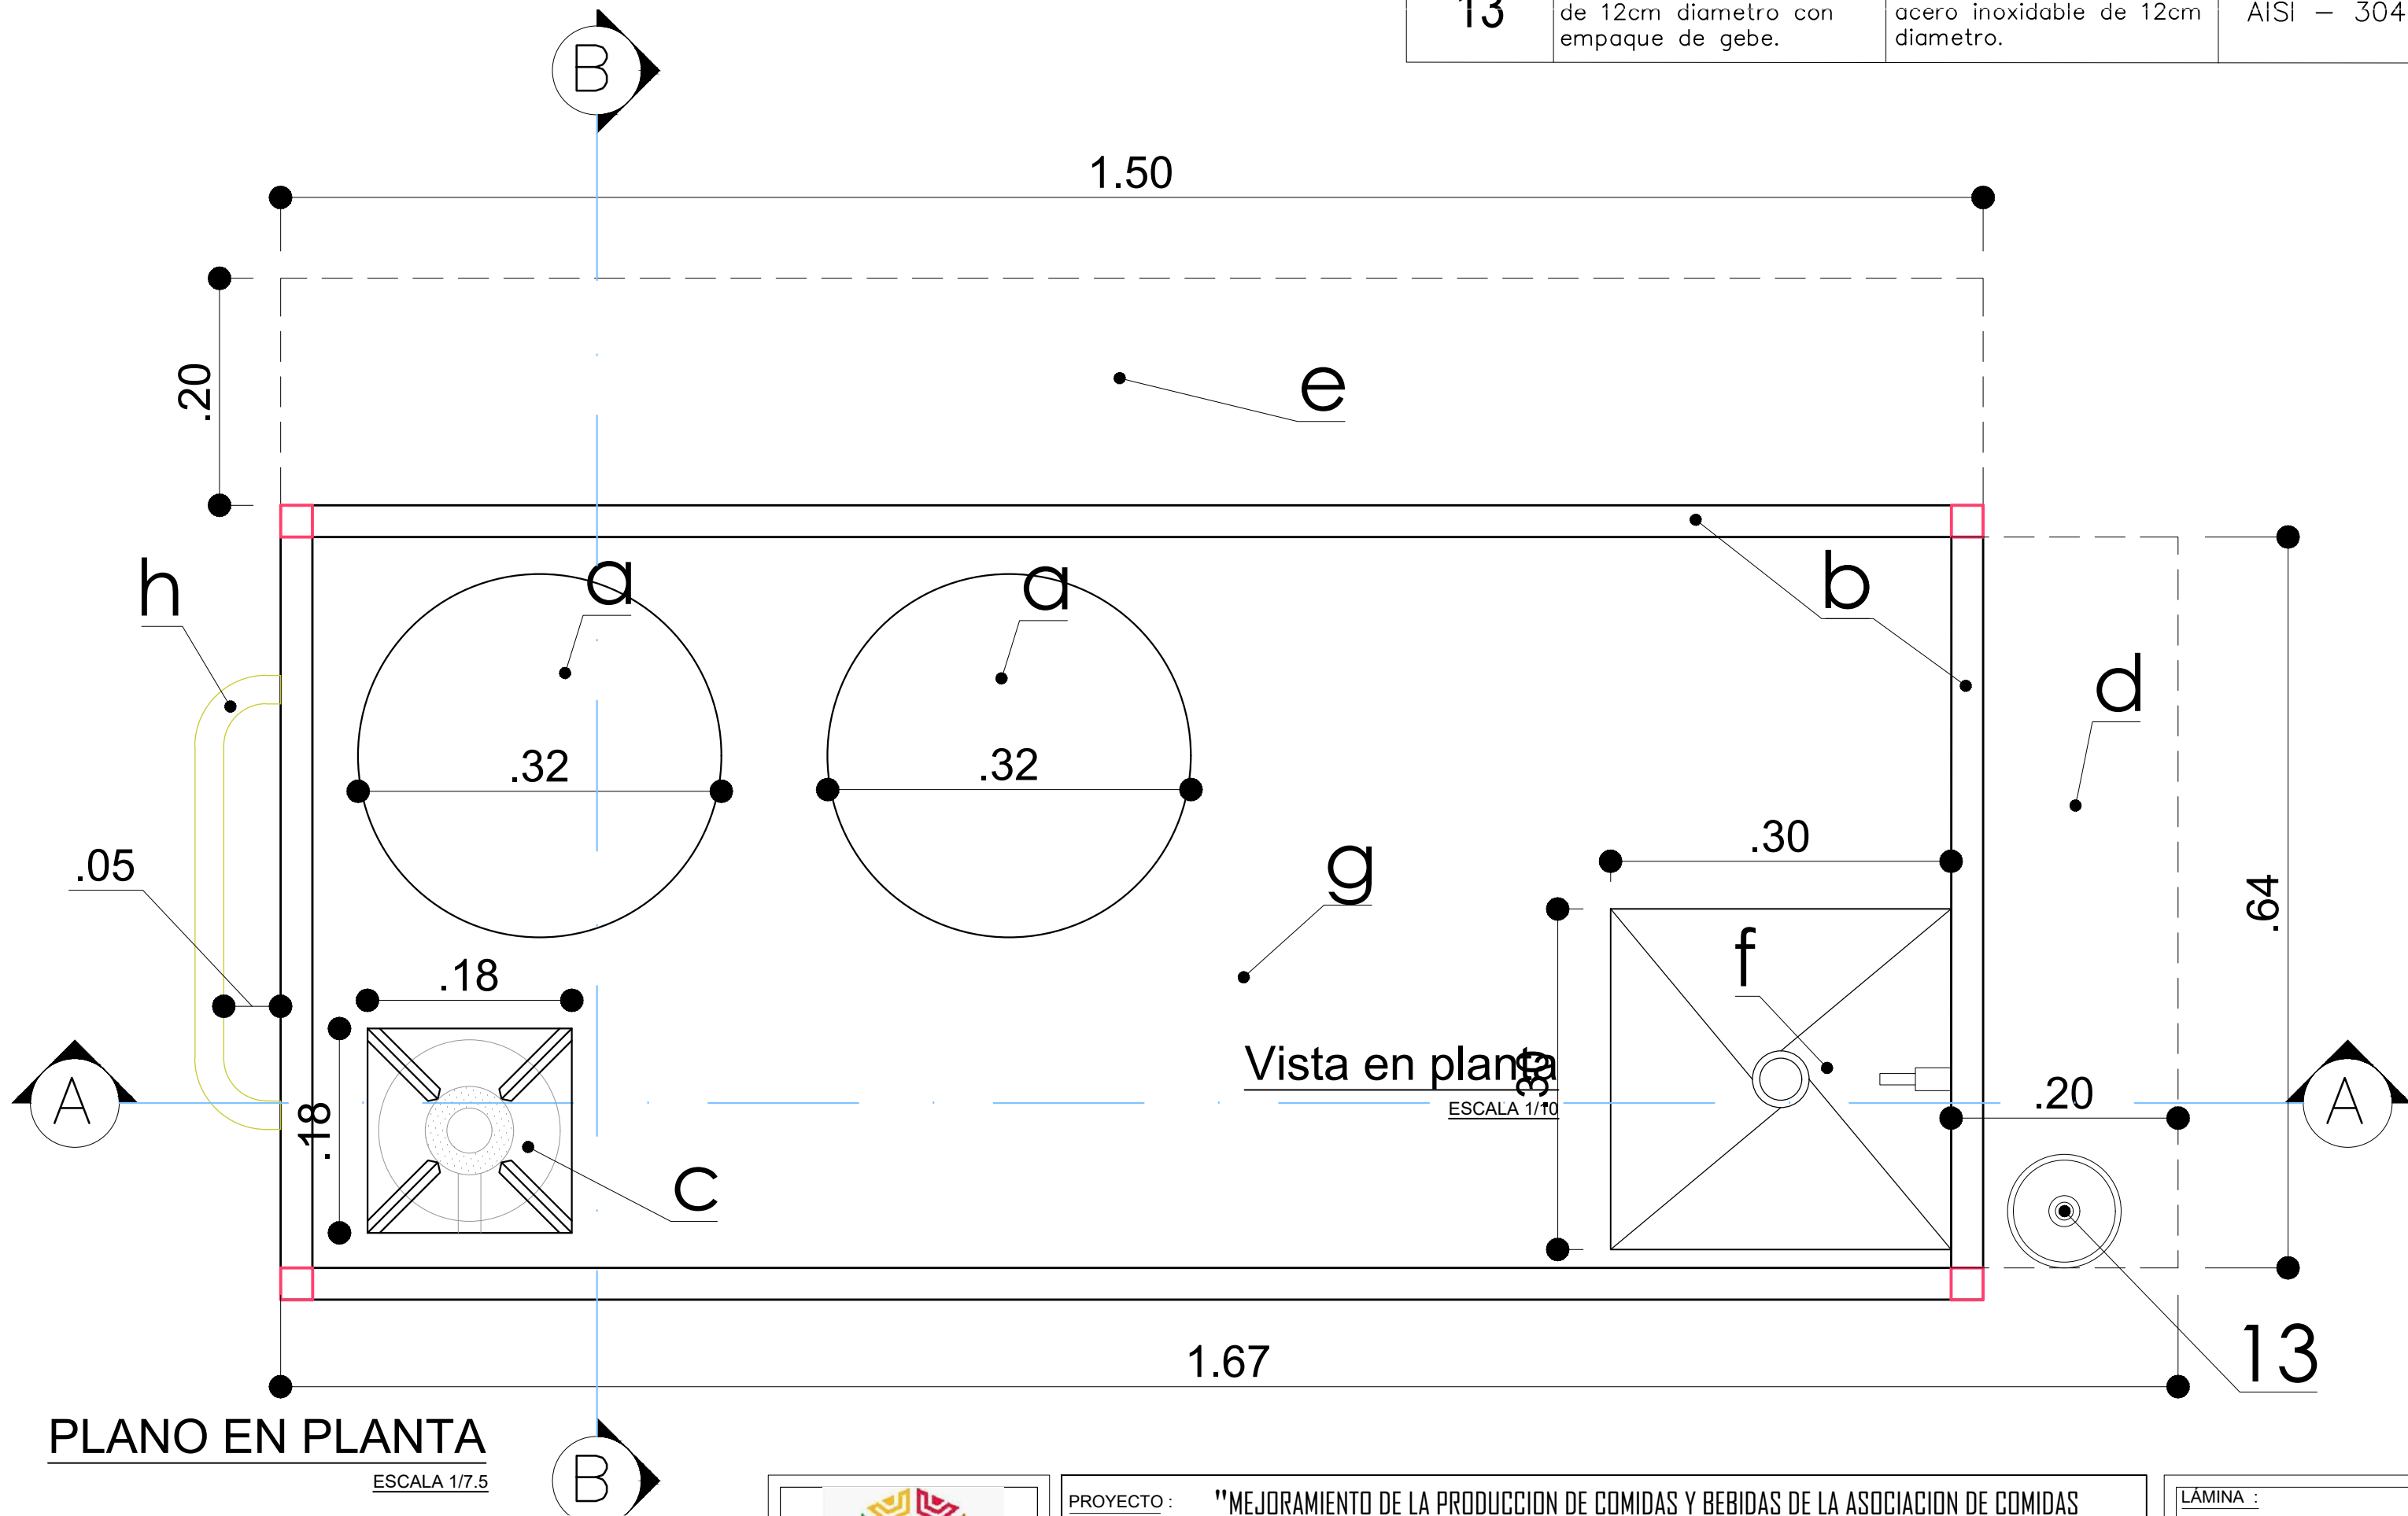 13
de 12cm diametro con
empaque de gebe.
acero inoxidable de 12cm
diametro.
AISI – 304
B
1.50
.20
e
h
a
a
b
d
.32
.32
.05
g
.30
.64
.18
f
A
.18
c
Vista en planta
ESCALA 1/10
.30
.20
A
13
1.67
PLANO EN PLANTA
ESCALA 1/7.5
B
PROYECTO :
"MEJORAMIENTO DE LA PRODUCCION DE COMIDAS Y BEBIDAS DE LA ASOCIACION DE COMIDAS
LÁMINA :